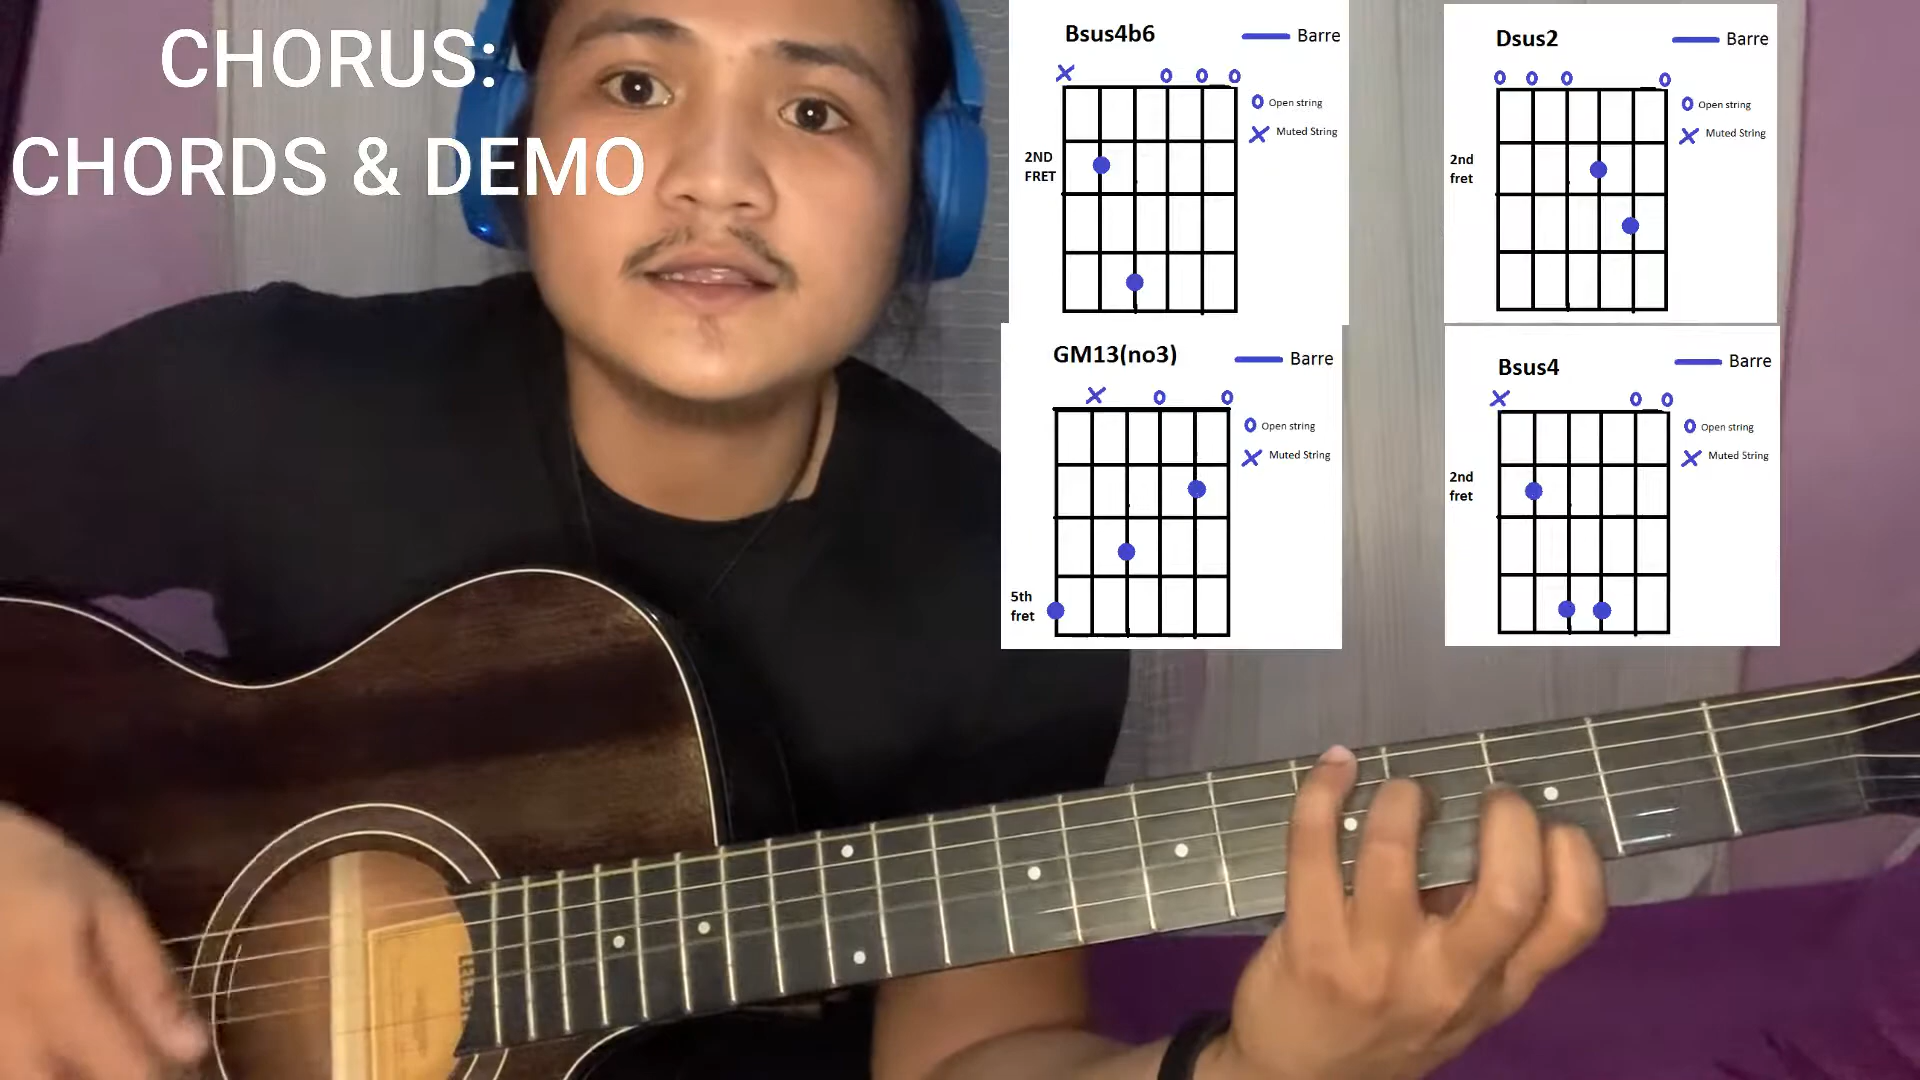 CHORUS:
CHORDS & DEMO
Bsus4b6
Barre
Open string
Muted String
2ND
FRET
Dsus2
Barre
Open string
Muted String
2nd
fret
GM13(no3)
Barre
Open string
Muted String
5th
fret
Bsus4
Barre
Open string
Muted String
2nd
fret